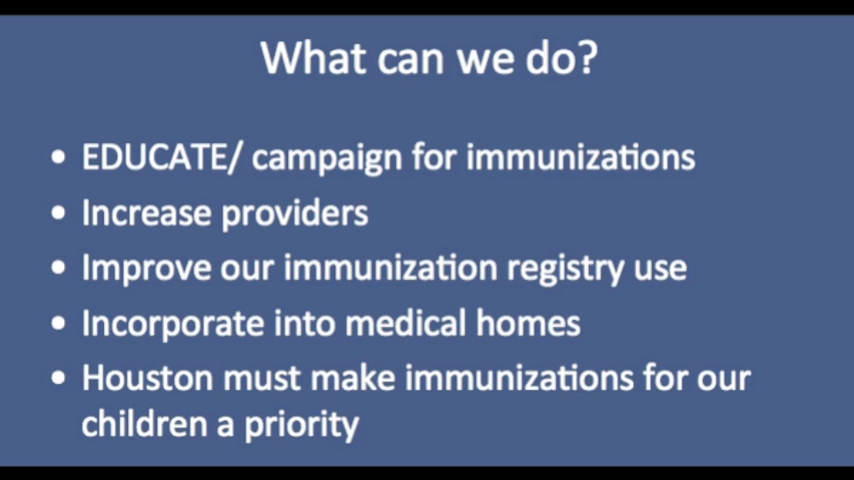 What can we do?
• EDUCATE/ campaign for immunizations
• Increase providers
• Improve our immunization registry use
• Incorporate into medical homes
• Houston must make immunizations for our
children a priority